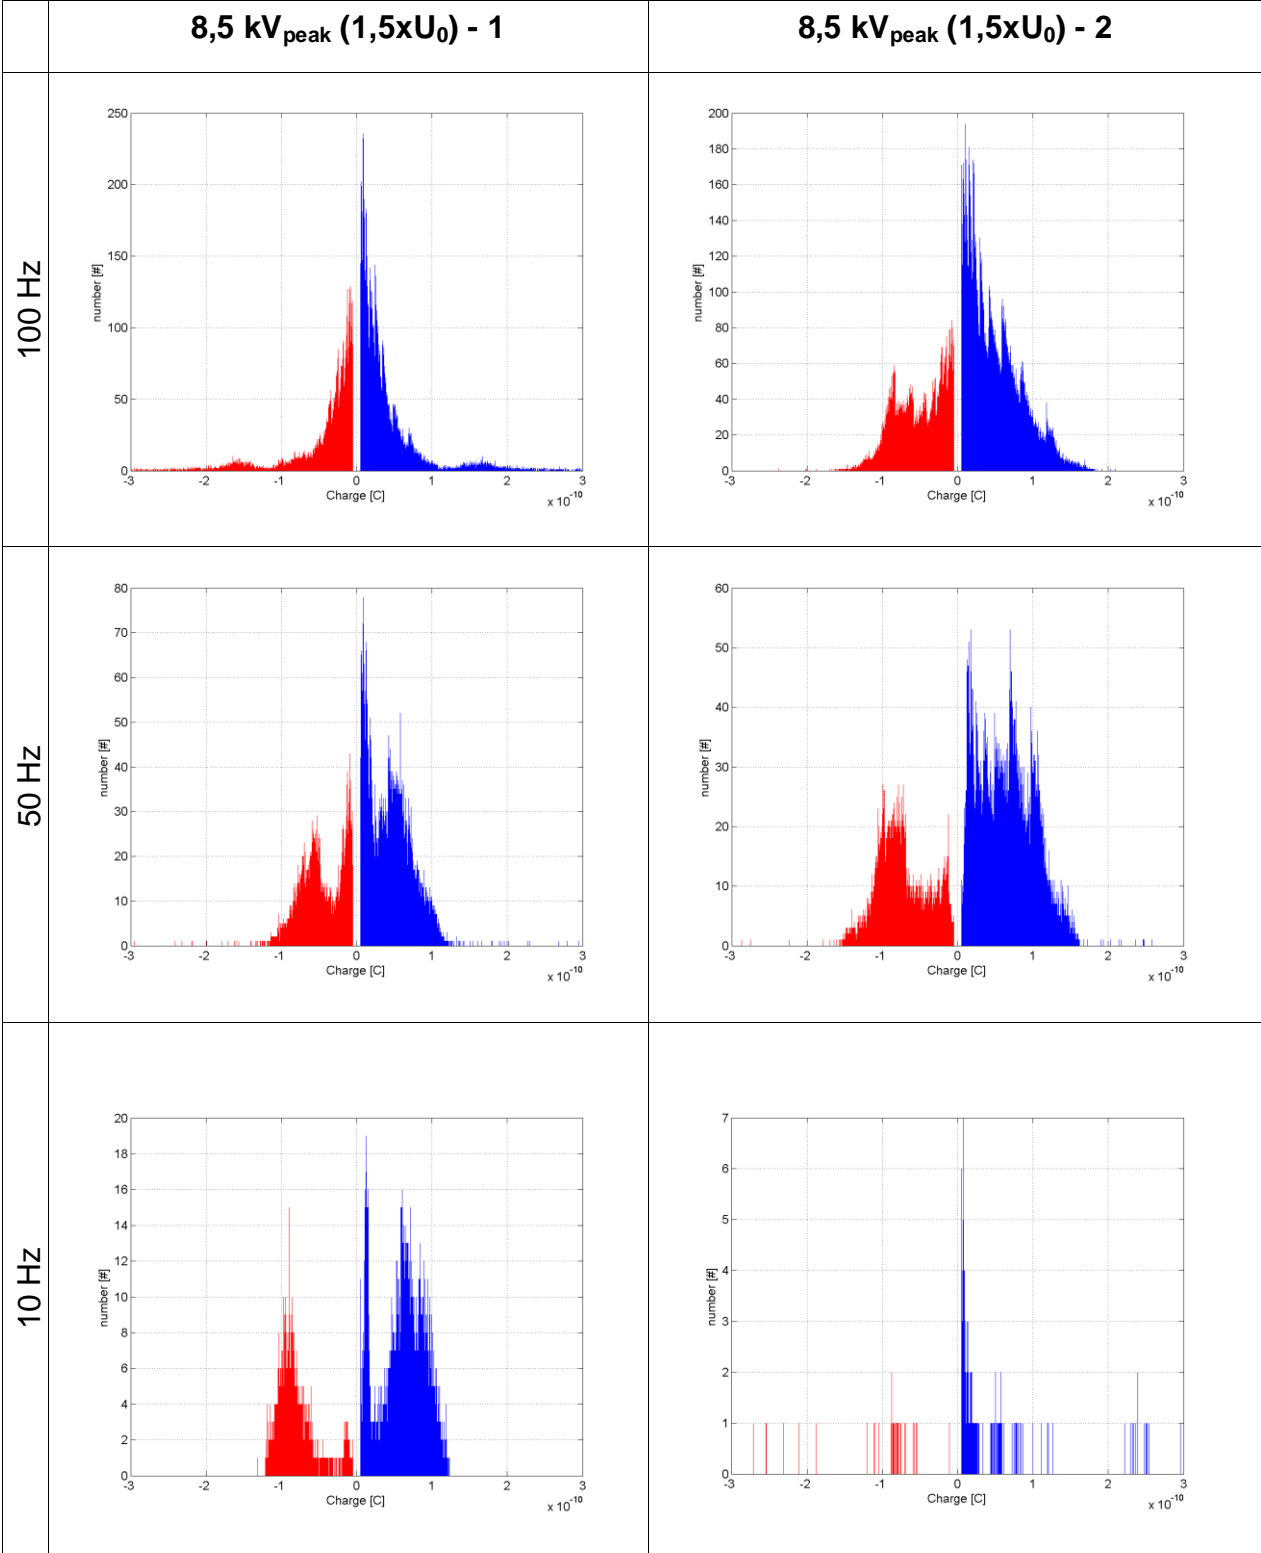 8,5 kVpeak (1,5xU0) - 1
8,5 kVpeak (1,5xU0) - 2
100 Hz
250
200
150
100
50
0
number [#]
-3 -2 -1 0 1 2 3
Charge [C]
x 10-10
200
180
160
140
120
100
80
60
40
20
0
number [#]
-3 -2 -1 0 1 2 3
Charge [C]
x 10-10
50 Hz
80
70
60
50
40
30
20
10
0
number [#]
-3 -2 -1 0 1 2 3
Charge [C]
x 10-10
60
50
40
30
20
10
0
number [#]
-3 -2 -1 0 1 2 3
Charge [C]
x 10-10
10 Hz
20
18
16
14
12
10
8
6
4
2
0
number [#]
-3 -2 -1 0 1 2 3
Charge [C]
x 10-10
7
6
5
4
3
2
1
0
number [#]
-3 -2 -1 0 1 2 3
Charge [C]
x 10-10